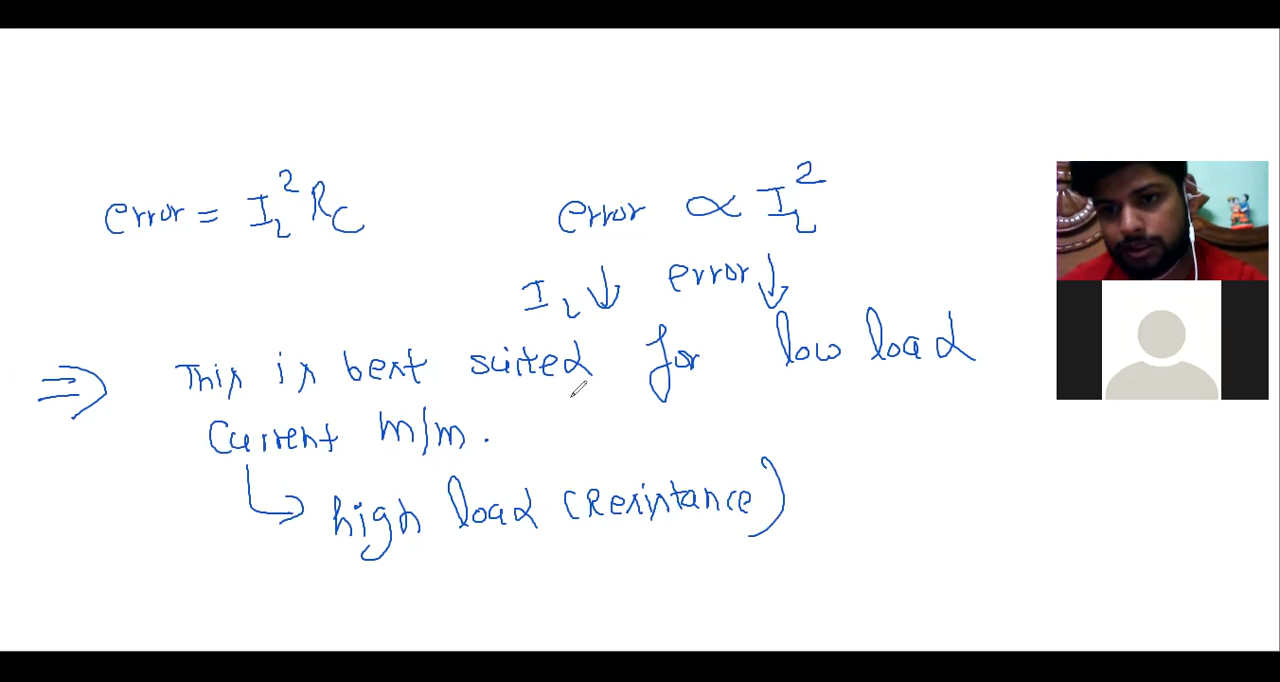 error = I_L^2 R_C
error ∝ I_L^2
I_L ↓ error ↓
⇒ This is best suited for low load
Current m/m.
↳ high load (Resistance)